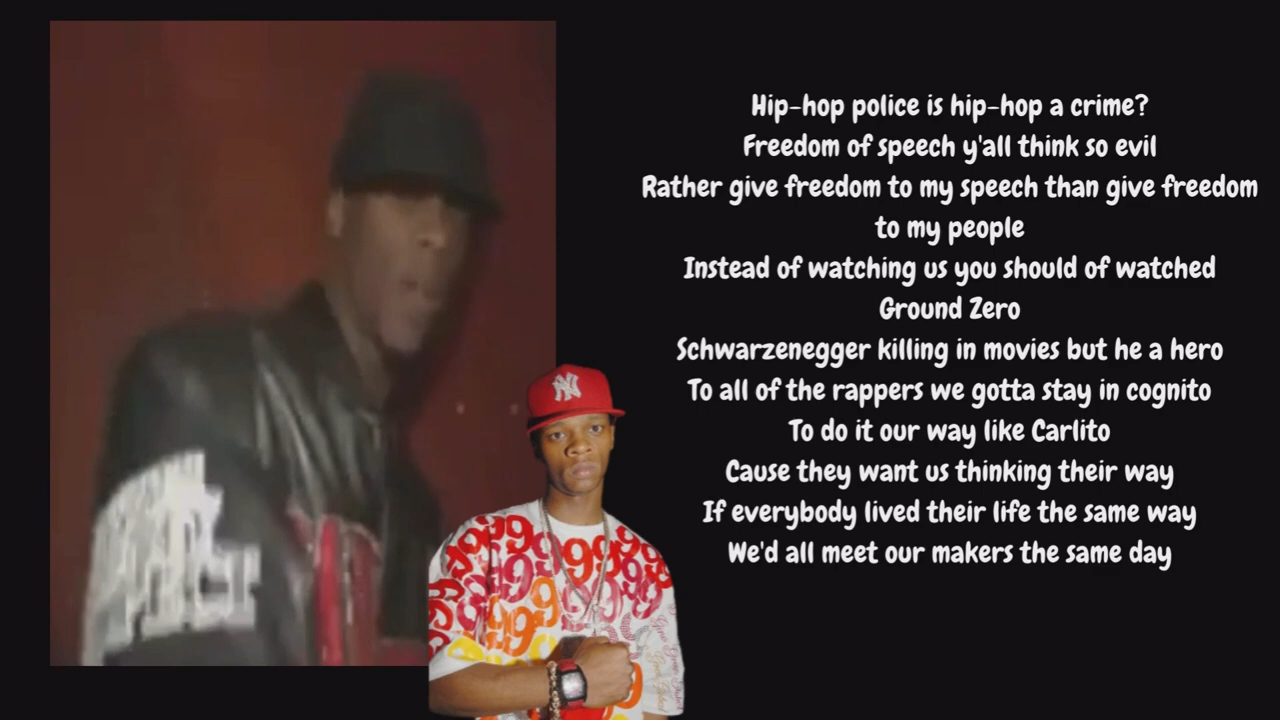 Hip-hop police is hip-hop a crime?
Freedom of speech y'all think so evil
Rather give freedom to my speech than give freedom
to my people
Instead of watching us you should of watched
Ground Zero
Schwarzenegger killing in movies but he a hero
To all of the rappers we gotta stay in cognito
To do it our way like Carlito
Cause they want us thinking their way
If everybody lived their life the same way
We'd all meet our makers the same day
NY